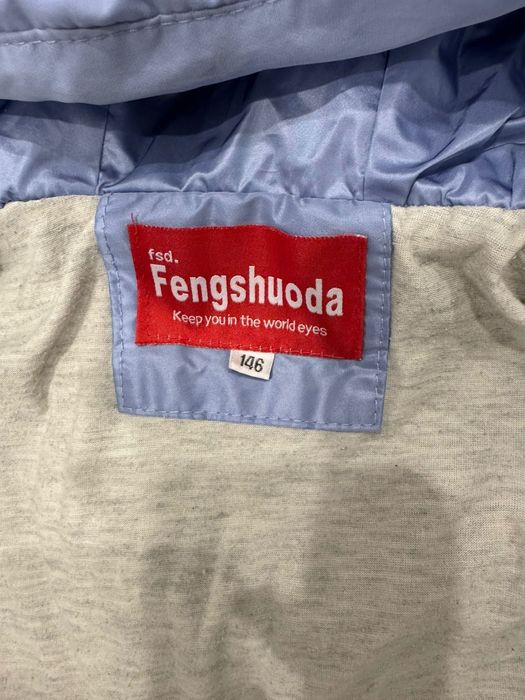 fsd.
Fengshuoda
Keep you in the world eyes
146